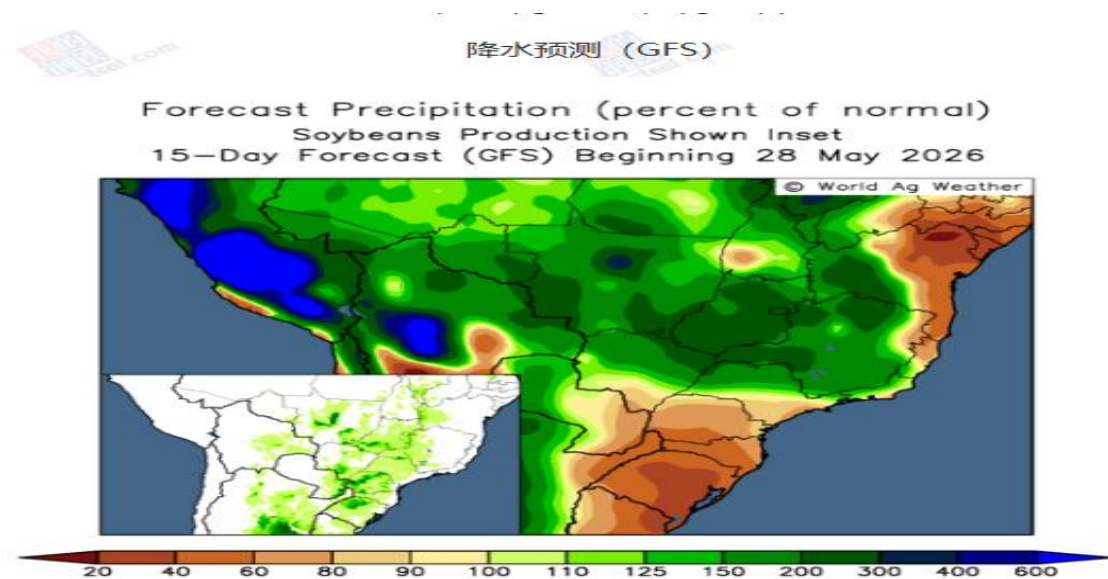 降水预测（GFS）
Forecast Precipitation (percent of normal)
Soybeans Production Shown Inset
15-Day Forecast (GFS) Beginning 28 May 2026
© World Ag Weather
20 40 60 80 90 100 110 125 150 200 300 400 600